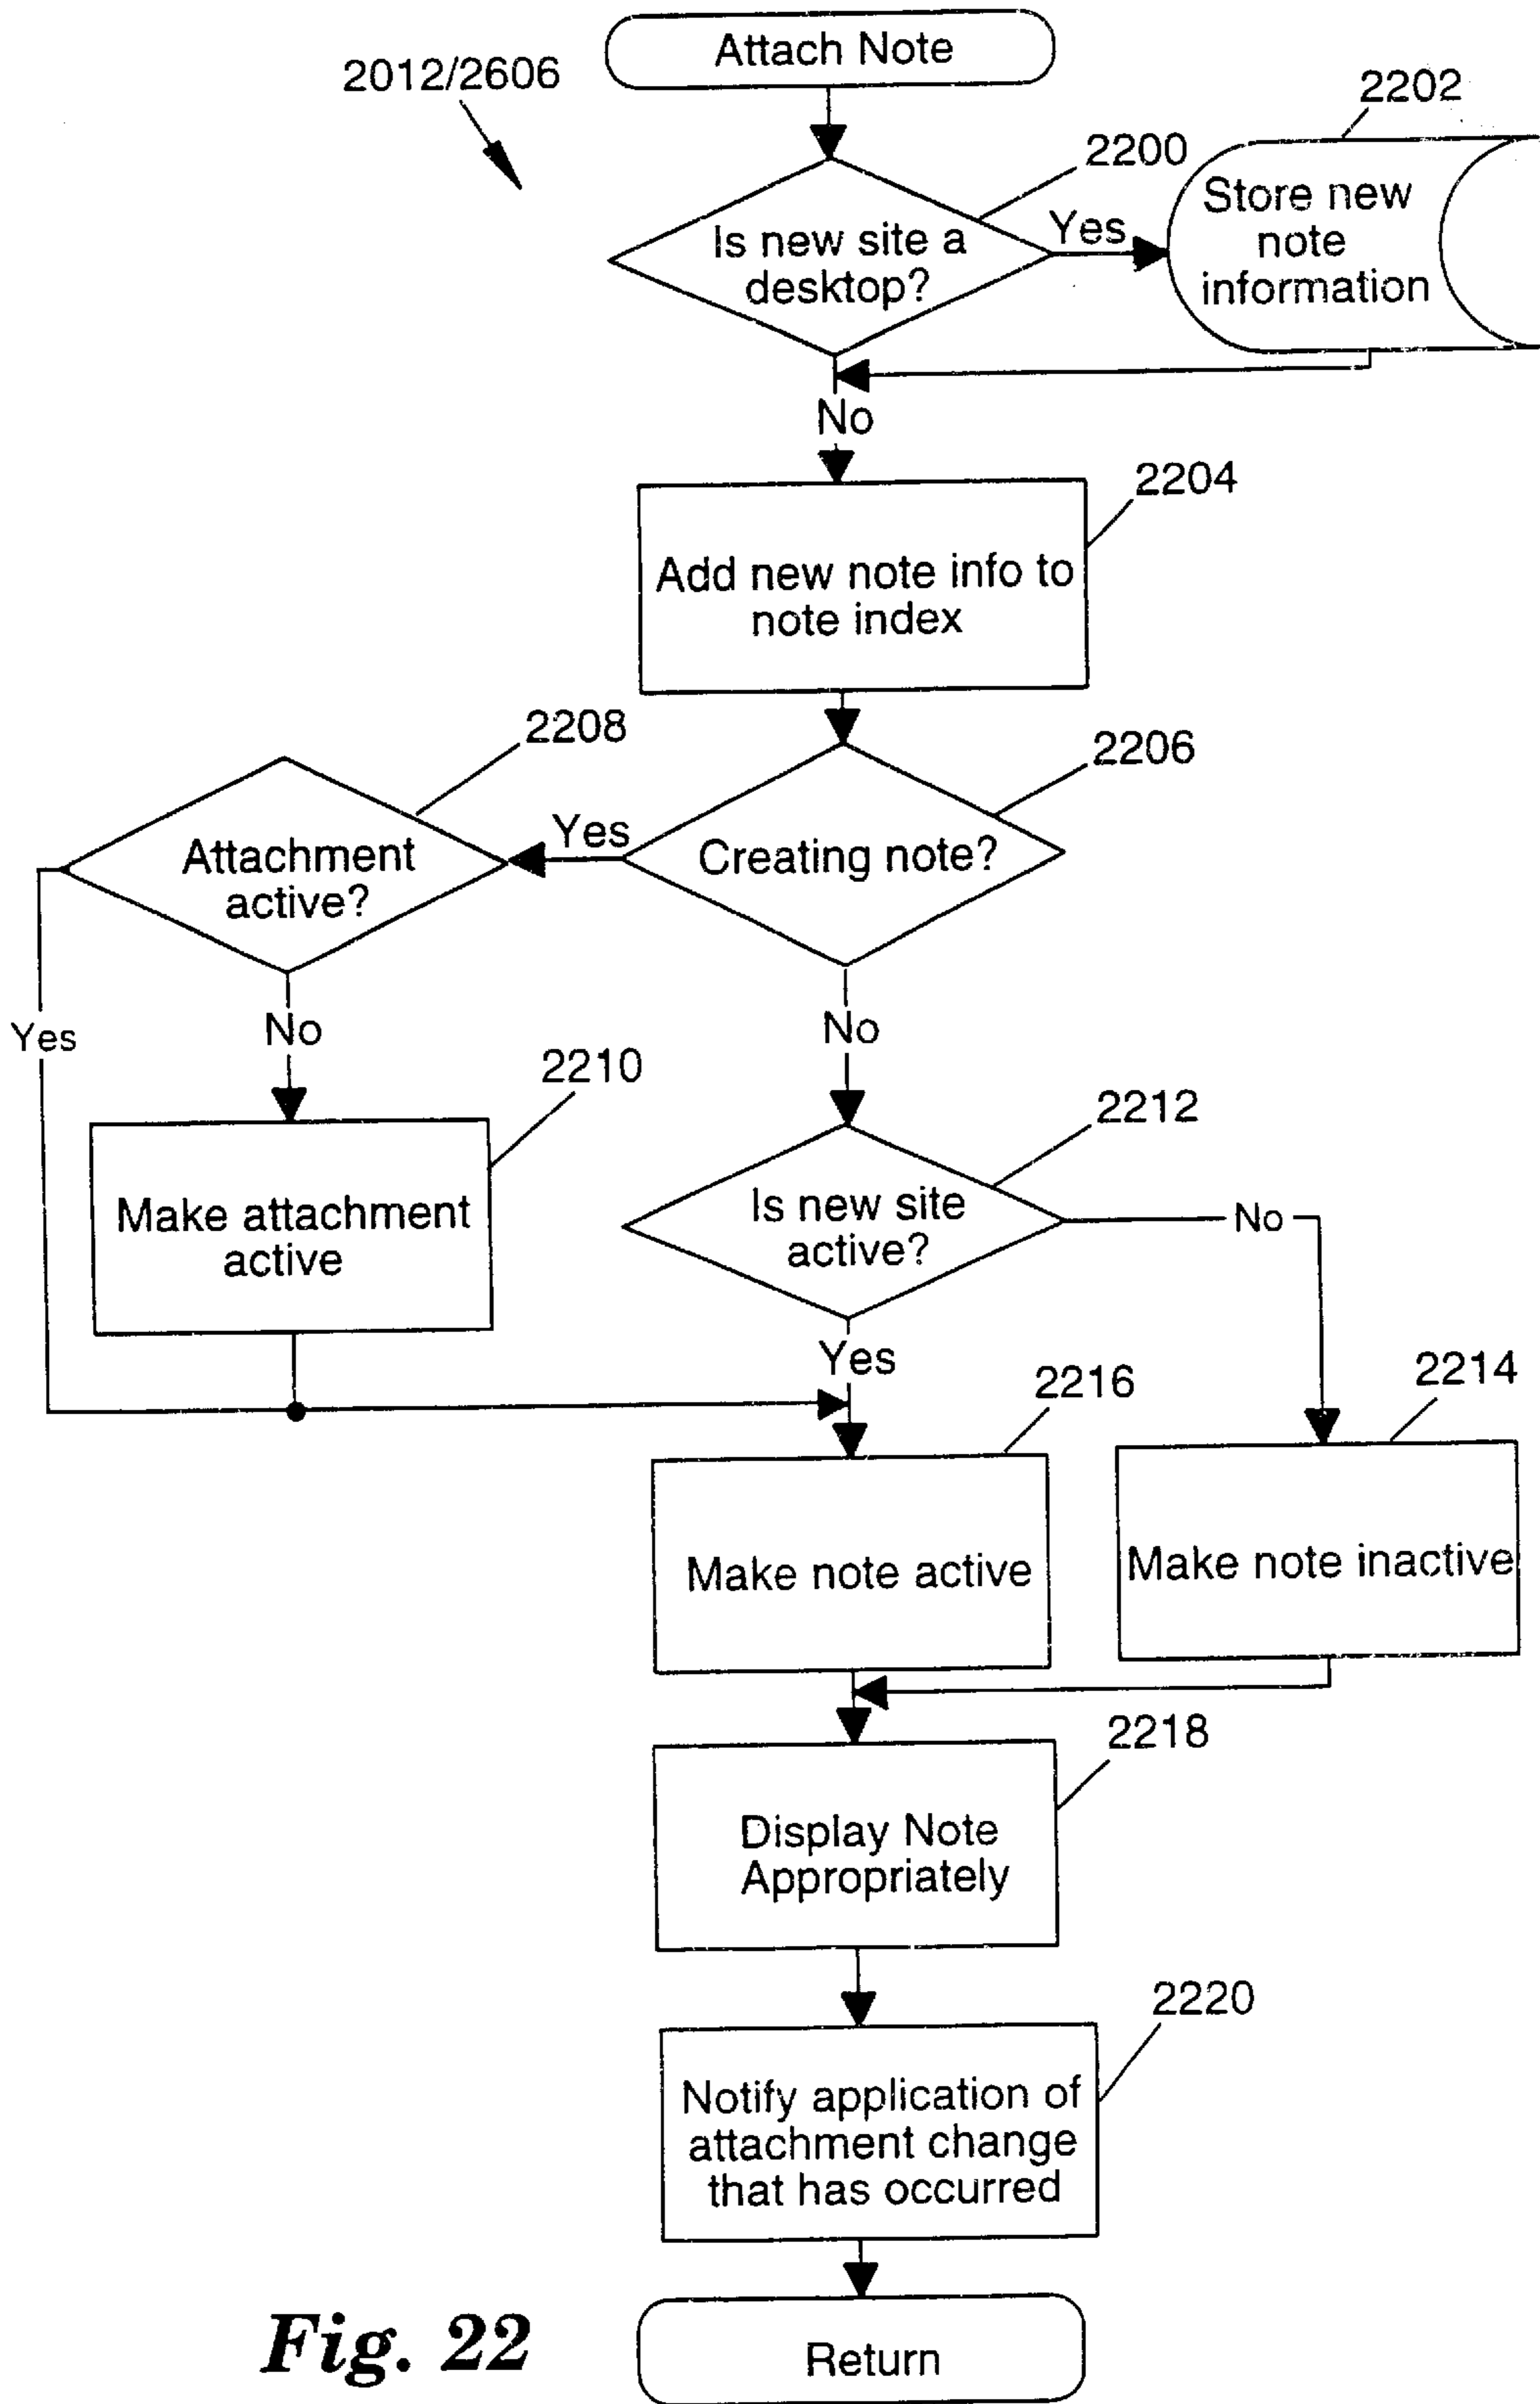 Attach Note
2012/2606
2202
2200
Is new site a
desktop?
Yes
Store new
note
information
No
2204
Add new note info to
note index
2208
2206
Attachment
active?
Yes
Creating note?
Yes
No
No
2210
2212
Make attachment
active
Is new site
active?
No
Yes
2216
2214
Make note active
Make note inactive
2218
Display Note
Appropriately
2220
Notify application of
attachment change
that has occurred
Fig. 22
Return